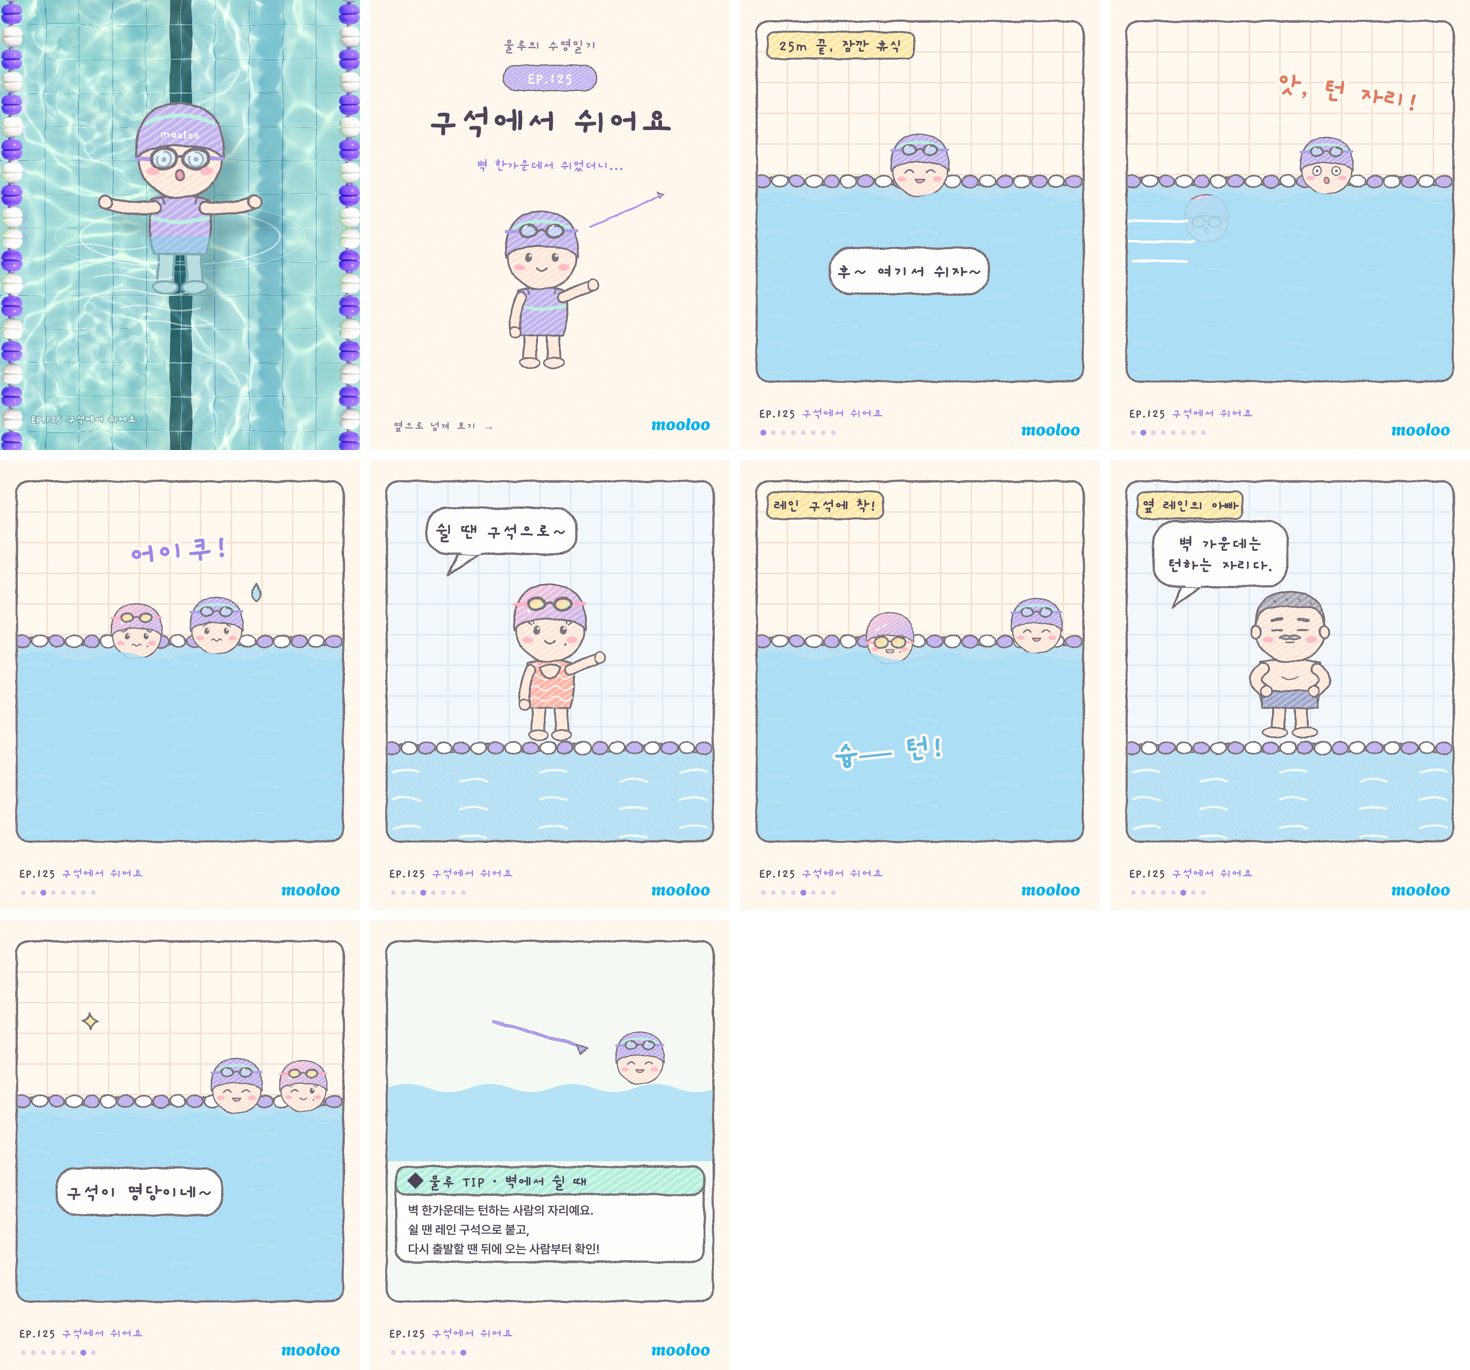 mooloo
EP.125 구석에서 쉬어요
물루의 수영일기
EP.125
구석에서 쉬어요
벽 한가운데서 쉬었더니...
옆으로 넘겨 보기 →
mooloo
25m 끝, 잠깐 휴식
후~ 여기서 쉬자~
EP.125 구석에서 쉬어요
mooloo
앗, 턴 자리!
EP.125 구석에서 쉬어요
mooloo
어이쿠!
EP.125 구석에서 쉬어요
mooloo
쉴 땐 구석으로~
EP.125 구석에서 쉬어요
mooloo
레인 구석에 착!
슝— 턴!
EP.125 구석에서 쉬어요
mooloo
옆 레인의 아빠
벽 가운데는
턴하는 자리다.
EP.125 구석에서 쉬어요
mooloo
구석이 명당이네~
EP.125 구석에서 쉬어요
mooloo
◆ 물루 TIP · 벽에서 쉴 때
벽 한가운데는 턴하는 사람의 자리예요.
쉴 땐 레인 구석으로 붙고,
다시 출발할 땐 뒤에 오는 사람부터 확인!
EP.125 구석에서 쉬어요
mooloo